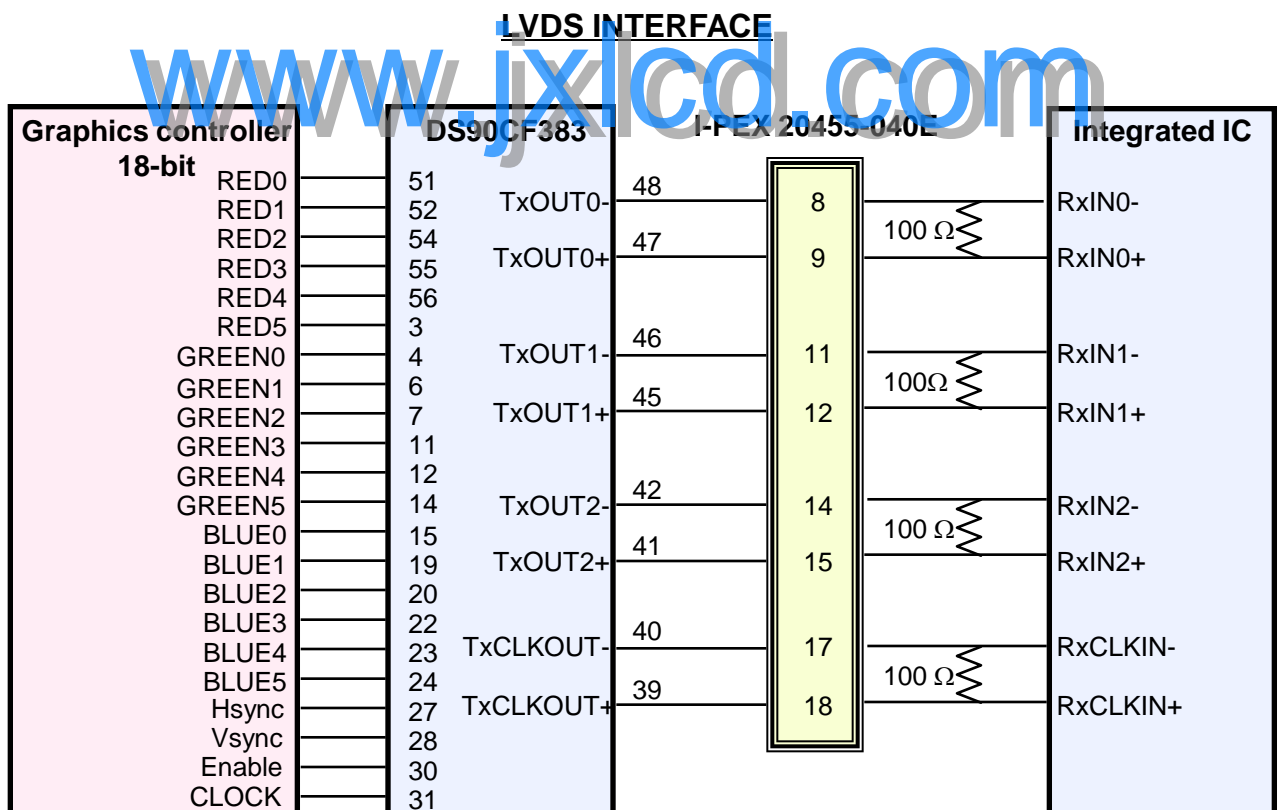 LVDS INTERFACE
www.jxlcd.com
Graphics controller
18-bit
DS90CF383
I-PEX 20455-040E
Integrated IC
RED0 51
RED1 52
RED2 54
RED3 55
RED4 56
RED5 3
GREEN0 4
GREEN1 6
GREEN2 7
GREEN3 11
GREEN4 12
GREEN5 14
BLUE0 15
BLUE1 19
BLUE2 20
BLUE3 22
BLUE4 23
BLUE5 24
Hsync 27
Vsync 28
Enable 30
CLOCK 31
TxOUT0- 48 8 RxIN0-
100 Ω
TxOUT0+ 47 9 RxIN0+
TxOUT1- 46 11 RxIN1-
100Ω
TxOUT1+ 45 12 RxIN1+
TxOUT2- 42 14 RxIN2-
100 Ω
TxOUT2+ 41 15 RxIN2+
TxCLKOUT- 40 17 RxCLKIN-
100 Ω
TxCLKOUT+ 39 18 RxCLKIN+